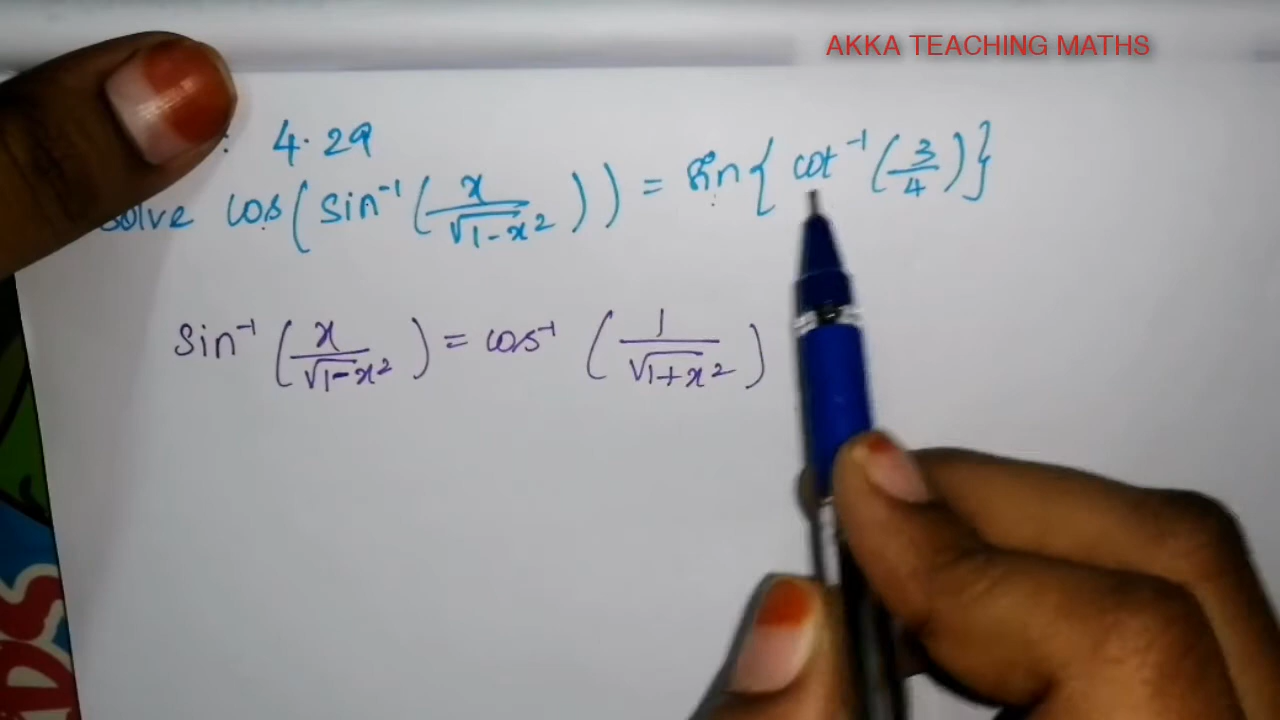 AKKA TEACHING MATHS
: 4.29
solve cos(sin⁻¹(x/√1-x²)) = sin{cot⁻¹(3/4)}
sin⁻¹(x/√1-x²) = cos⁻¹(1/√1+x²)